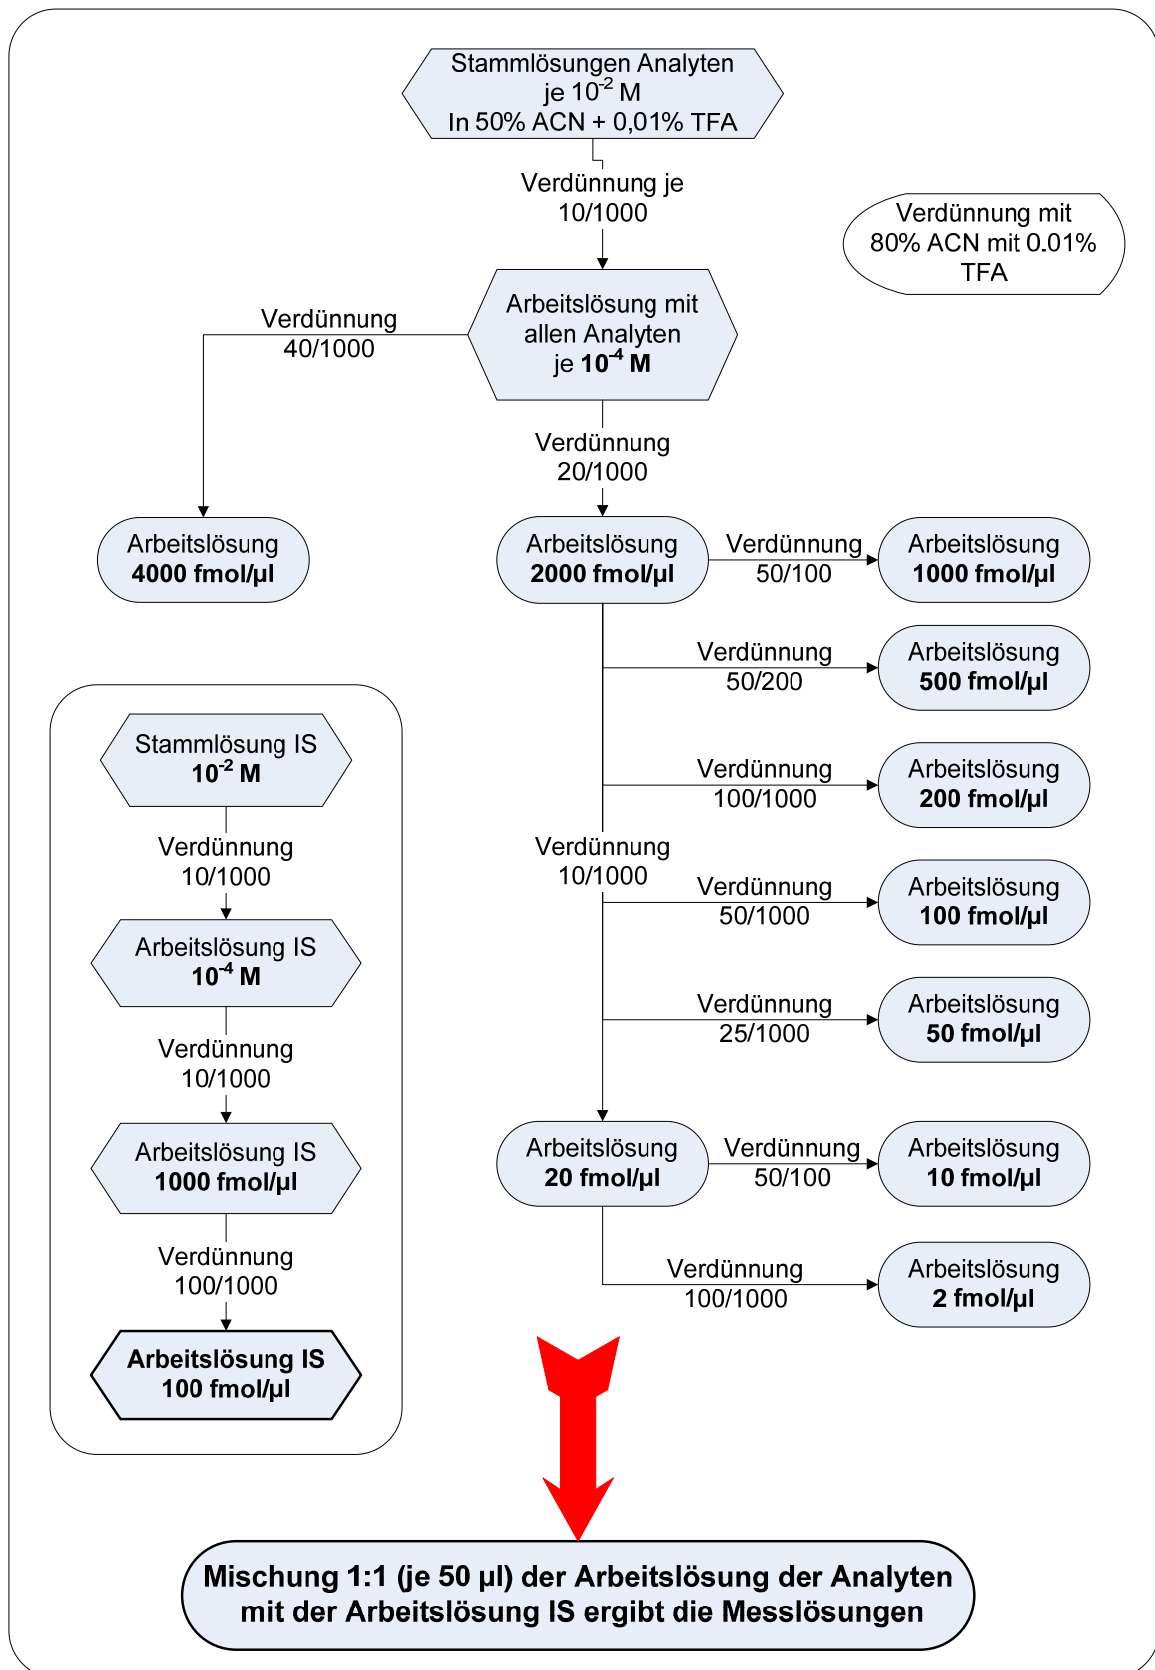 Stammlösungen Analyten
je 10⁻² M
In 50% ACN + 0,01% TFA
Verdünnung je
10/1000
Verdünnung mit
80% ACN mit 0.01%
TFA
Arbeitslösung mit
allen Analyten
je 10⁻⁴ M
Verdünnung
40/1000
Verdünnung
20/1000
Arbeitslösung
4000 fmol/µl
Arbeitslösung
2000 fmol/µl
Verdünnung
50/100
Arbeitslösung
1000 fmol/µl
Verdünnung
50/200
Arbeitslösung
500 fmol/µl
Verdünnung
100/1000
Arbeitslösung
200 fmol/µl
Verdünnung
10/1000
Verdünnung
50/1000
Arbeitslösung
100 fmol/µl
Verdünnung
25/1000
Arbeitslösung
50 fmol/µl
Arbeitslösung
20 fmol/µl
Verdünnung
50/100
Arbeitslösung
10 fmol/µl
Verdünnung
100/1000
Arbeitslösung
2 fmol/µl
Stammlösung IS
10⁻² M
Verdünnung
10/1000
Arbeitslösung IS
10⁻⁴ M
Verdünnung
10/1000
Arbeitslösung IS
1000 fmol/µl
Verdünnung
100/1000
Arbeitslösung IS
100 fmol/µl
Mischung 1:1 (je 50 µl) der Arbeitslösung der Analyten
mit der Arbeitslösung IS ergibt die Messlösungen